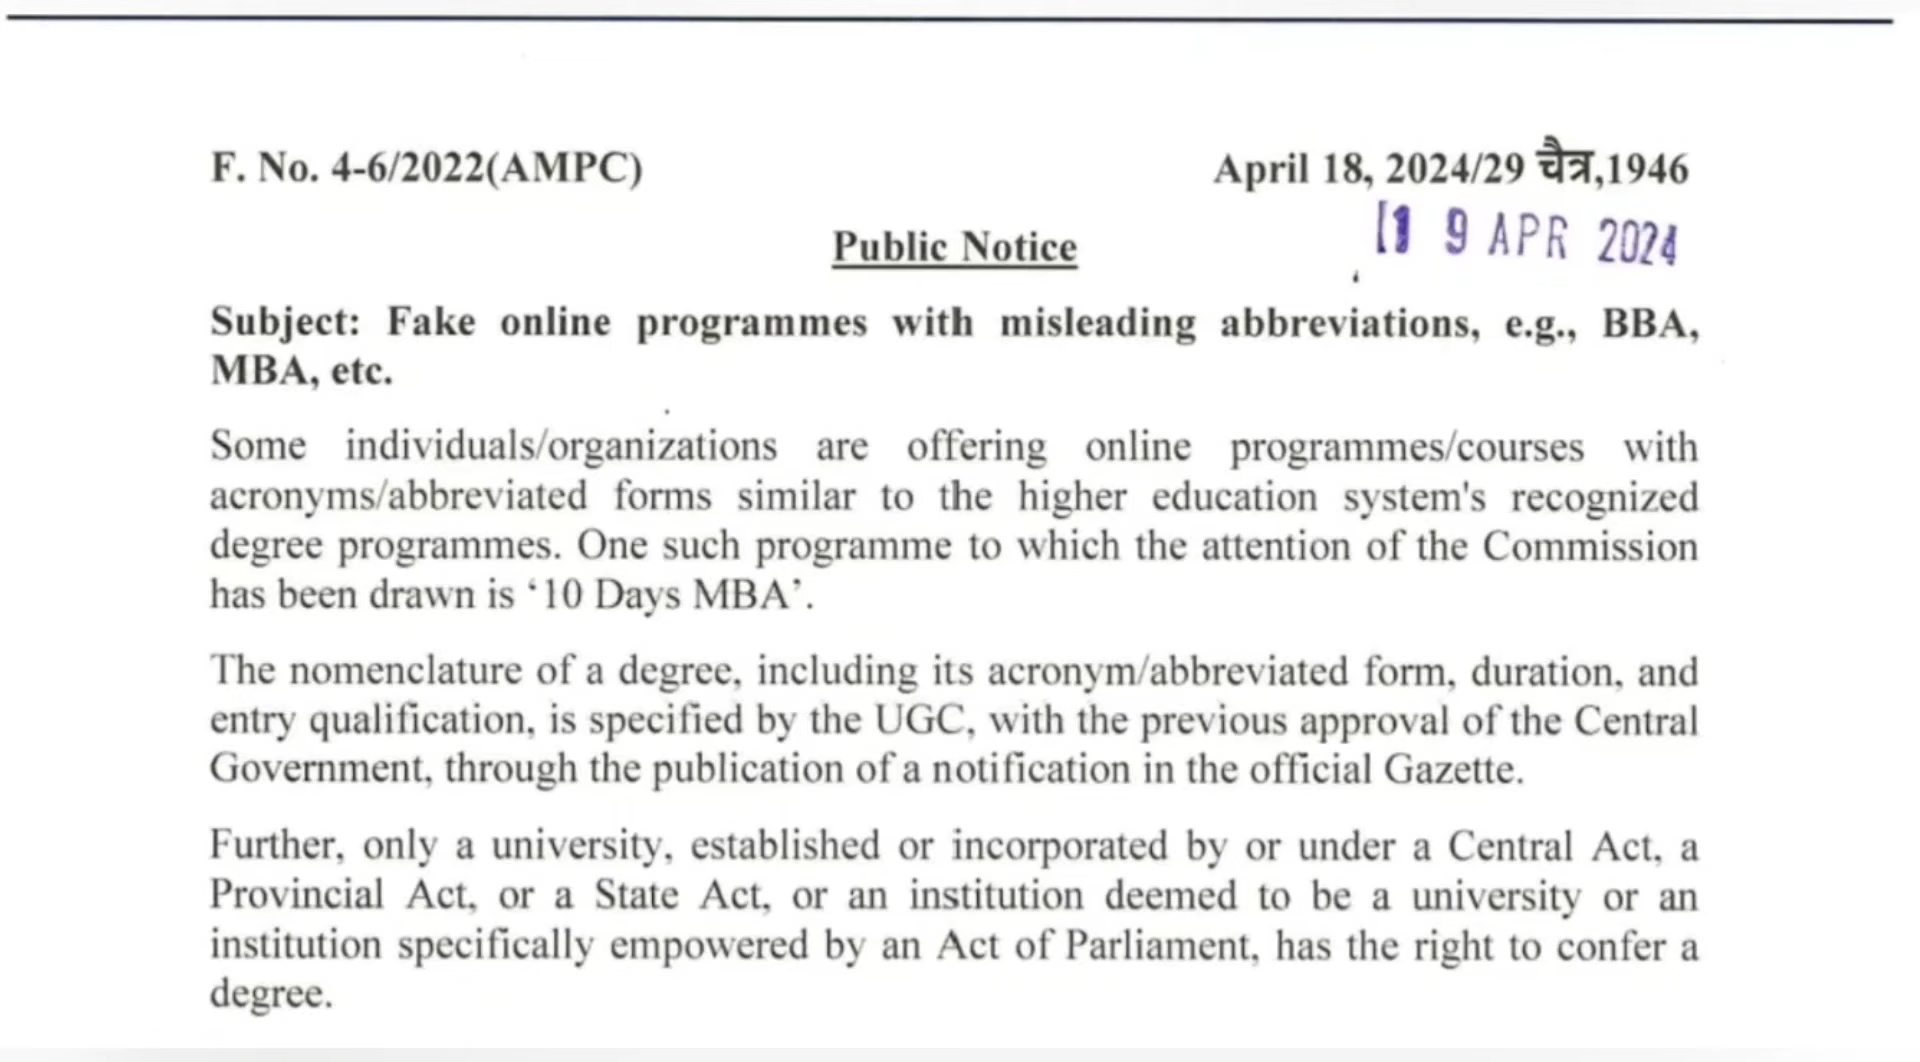 F. No. 4-6/2022(AMPC)
April 18, 2024/29 चैत्र,1946
19 APR 2024
Public Notice
Subject: Fake online programmes with misleading abbreviations, e.g., BBA,
MBA, etc.
Some individuals/organizations are offering online programmes/courses with
acronyms/abbreviated forms similar to the higher education system's recognized
degree programmes. One such programme to which the attention of the Commission
has been drawn is ‘10 Days MBA’.
The nomenclature of a degree, including its acronym/abbreviated form, duration, and
entry qualification, is specified by the UGC, with the previous approval of the Central
Government, through the publication of a notification in the official Gazette.
Further, only a university, established or incorporated by or under a Central Act, a
Provincial Act, or a State Act, or an institution deemed to be a university or an
institution specifically empowered by an Act of Parliament, has the right to confer a
degree.